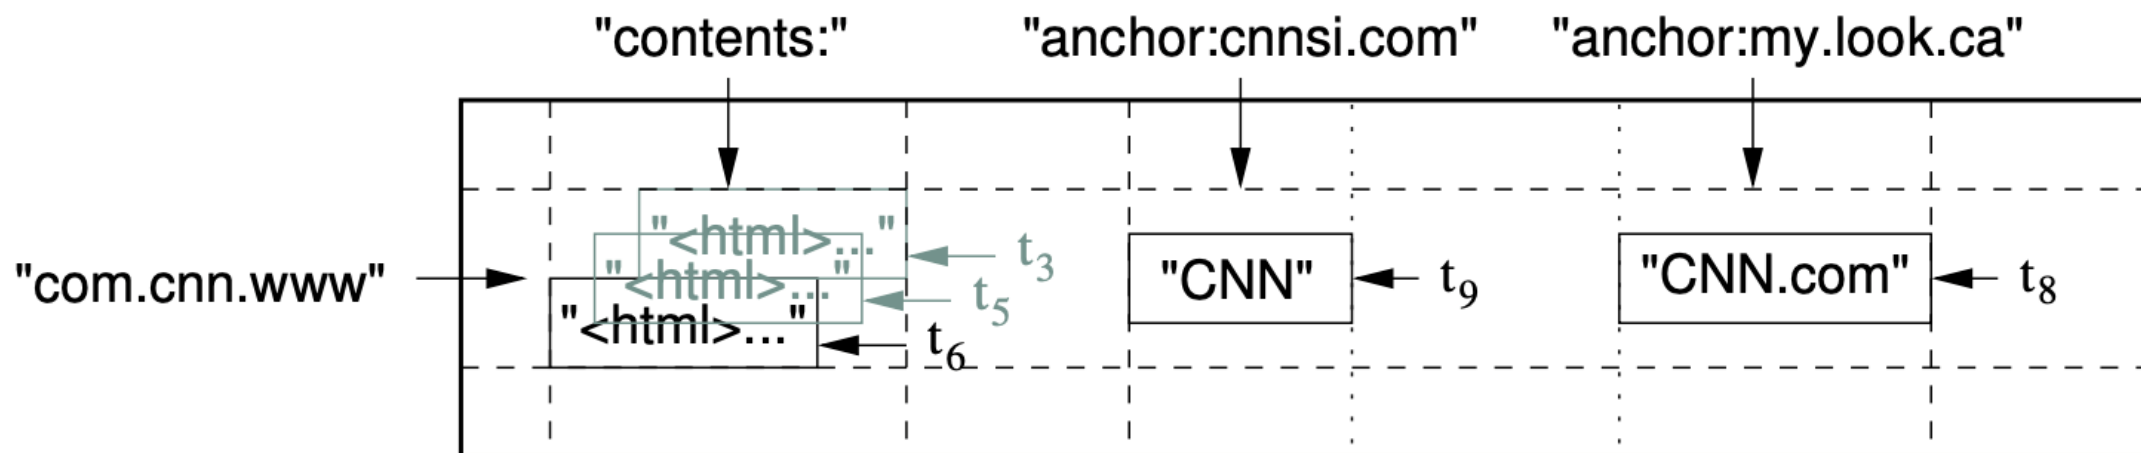 "contents:" "anchor:cnnsi.com" "anchor:my.look.ca"
"<html>..." t3
"com.cnn.www" "<html>..." t5 "CNN" t9 "CNN.com" t8
"<html>..." t6